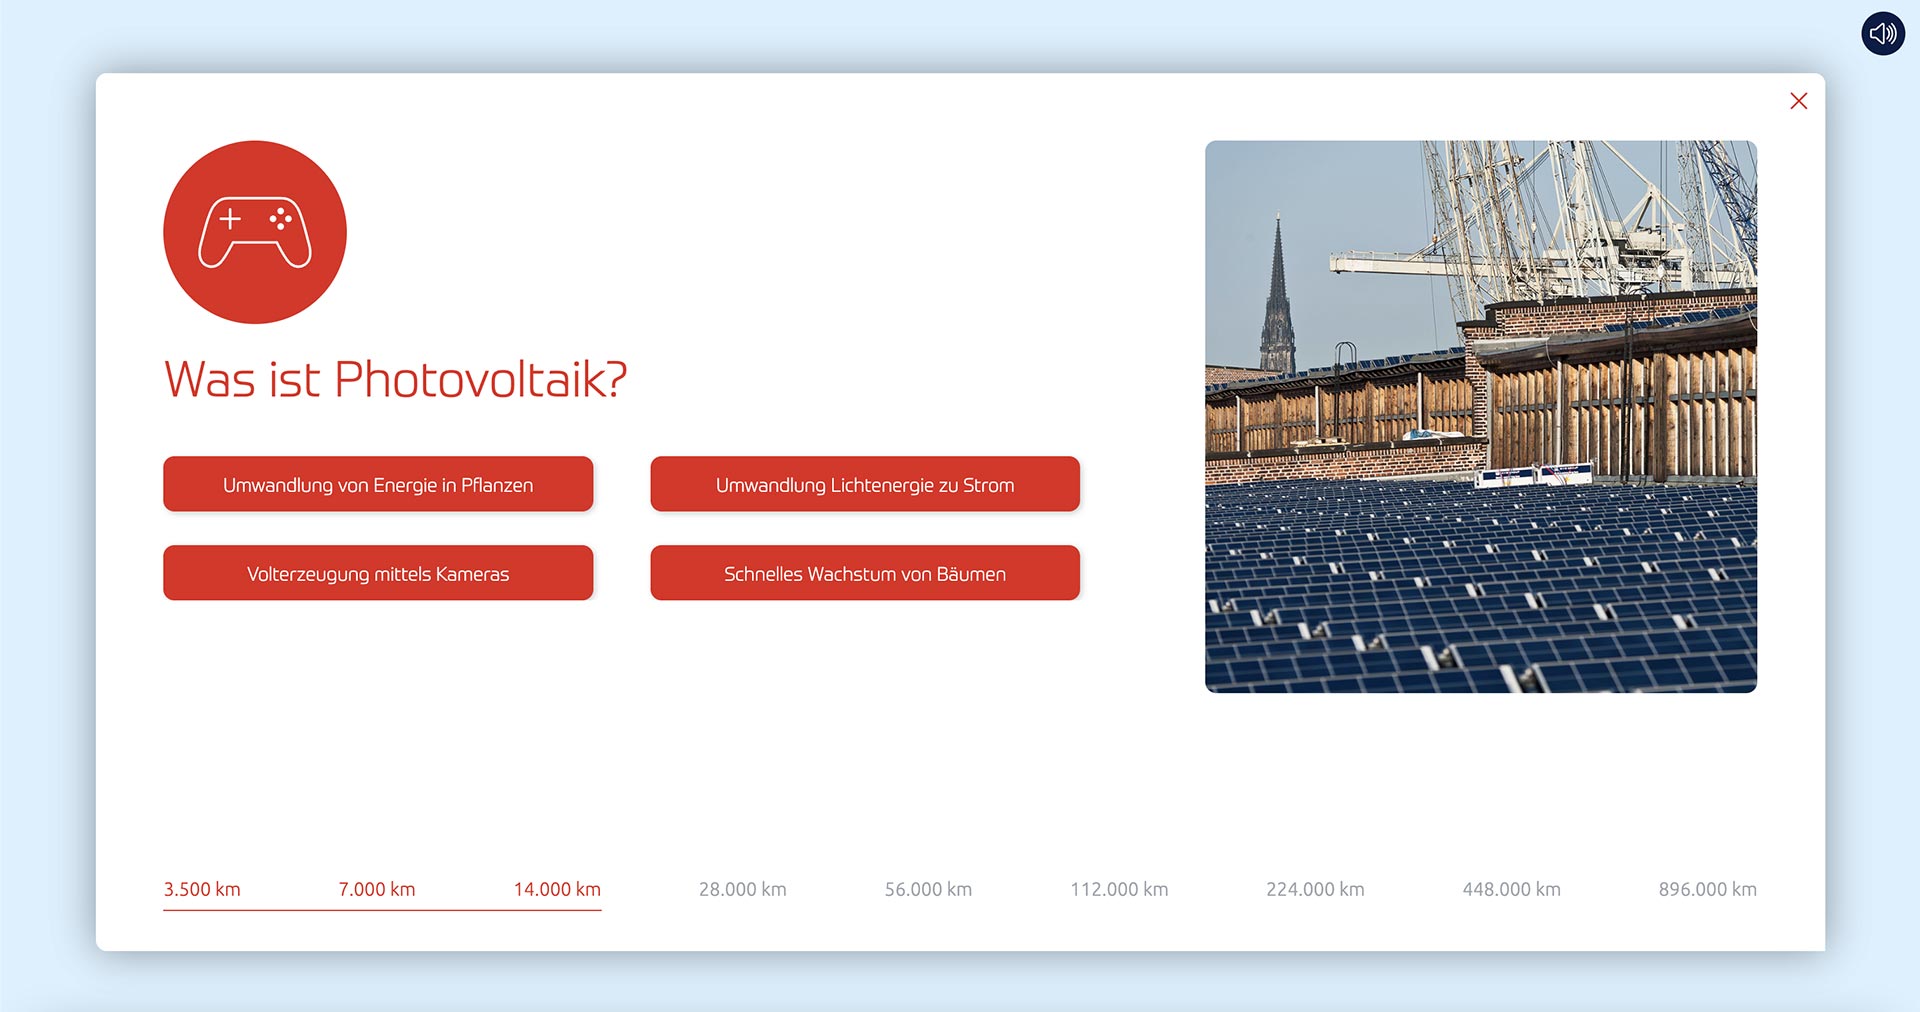 Was ist Photovoltaik?
Umwandlung von Energie in Pflanzen
Umwandlung Lichtenergie zu Strom
Volterzeugung mittels Kameras
Schnelles Wachstum von Bäumen
3.500 km 7.000 km 14.000 km 28.000 km 56.000 km 112.000 km 224.000 km 448.000 km 896.000 km